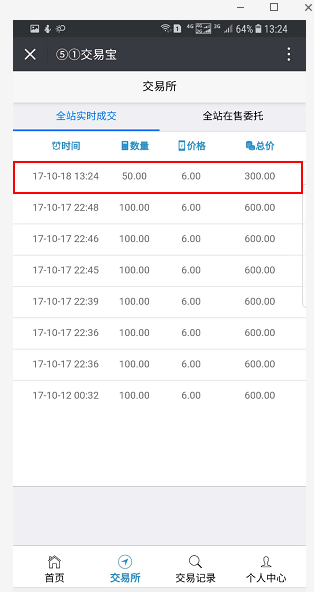 64% 13:24
⑤①交易宝
交易所
全站实时成交 全站在售委托
时间 数量 价格 总价
17-10-18 13:24 50.00 6.00 300.00
17-10-17 22:48 100.00 6.00 600.00
17-10-17 22:46 100.00 6.00 600.00
17-10-17 22:45 100.00 6.00 600.00
17-10-17 22:39 100.00 6.00 600.00
17-10-17 22:36 100.00 6.00 600.00
17-10-17 22:36 100.00 6.00 600.00
17-10-12 00:32 100.00 6.00 600.00
首页 交易所 交易记录 个人中心